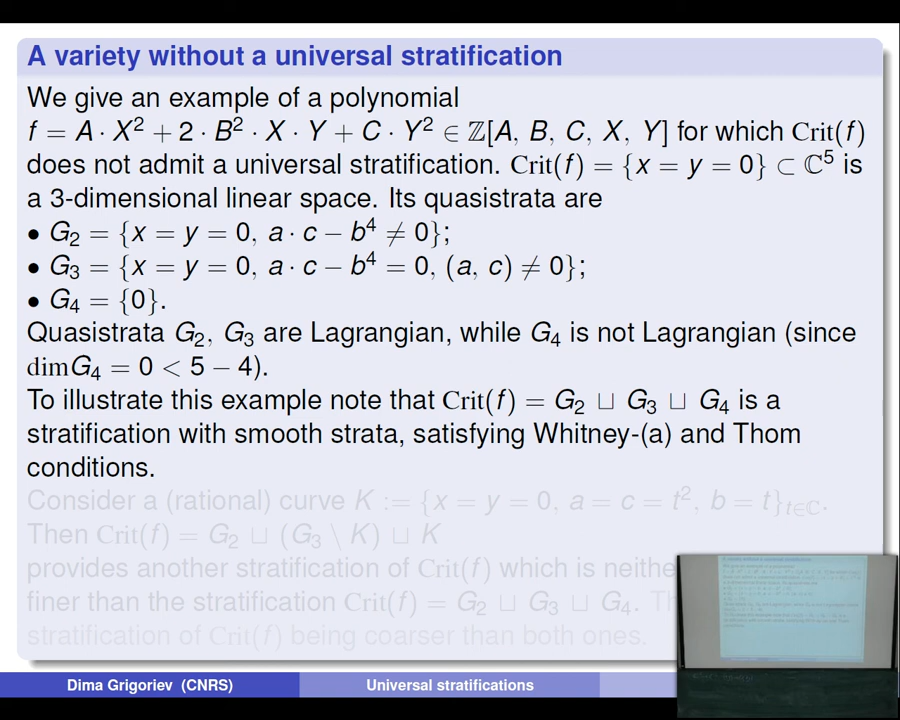 A variety without a universal stratification
We give an example of a polynomial
f = A · X² + 2 · B² · X · Y + C · Y² ∈ ℤ[A, B, C, X, Y] for which Crit(f)
does not admit a universal stratification. Crit(f) = {x = y = 0} ⊂ ℂ⁵ is
a 3-dimensional linear space. Its quasistrata are
• G₂ = {x = y = 0, a · c − b⁴ ≠ 0};
• G₃ = {x = y = 0, a · c − b⁴ = 0, (a, c) ≠ 0};
• G₄ = {0}.
Quasistrata G₂, G₃ are Lagrangian, while G₄ is not Lagrangian (since
dimG₄ = 0 < 5 − 4).
To illustrate this example note that Crit(f) = G₂ ⊔ G₃ ⊔ G₄ is a
stratification with smooth strata, satisfying Whitney-(a) and Thom
conditions.
Consider a (rational) curve K := {x = y = 0, a = c = t², b = t}ₜ∈ℂ.
Then Crit(f) = G₂ ⊔ (G₃ \ K) ⊔ K
provides another stratification of Crit(f) which is
finer than the stratification Crit(f) = G₂ ⊔ G₃ ⊔ G₄.
stratification of Crit(f) being coarser than both ones.
Dima Grigoriev (CNRS)
Universal stratifications